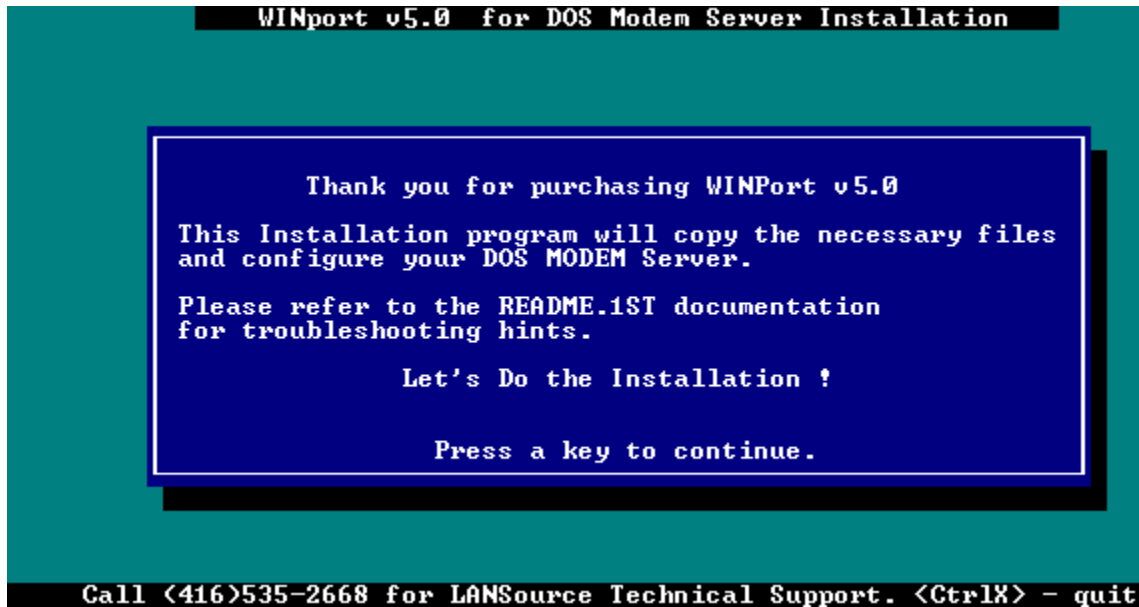 WINport v5.0 for DOS Modem Server Installation
Thank you for purchasing WINPort v5.0
This Installation program will copy the necessary files
and configure your DOS MODEM Server.
Please refer to the README.1ST documentation
for troubleshooting hints.
Let's Do the Installation !
Press a key to continue.
Call (416)535-2668 for LANSource Technical Support. <CtrlX> - quit